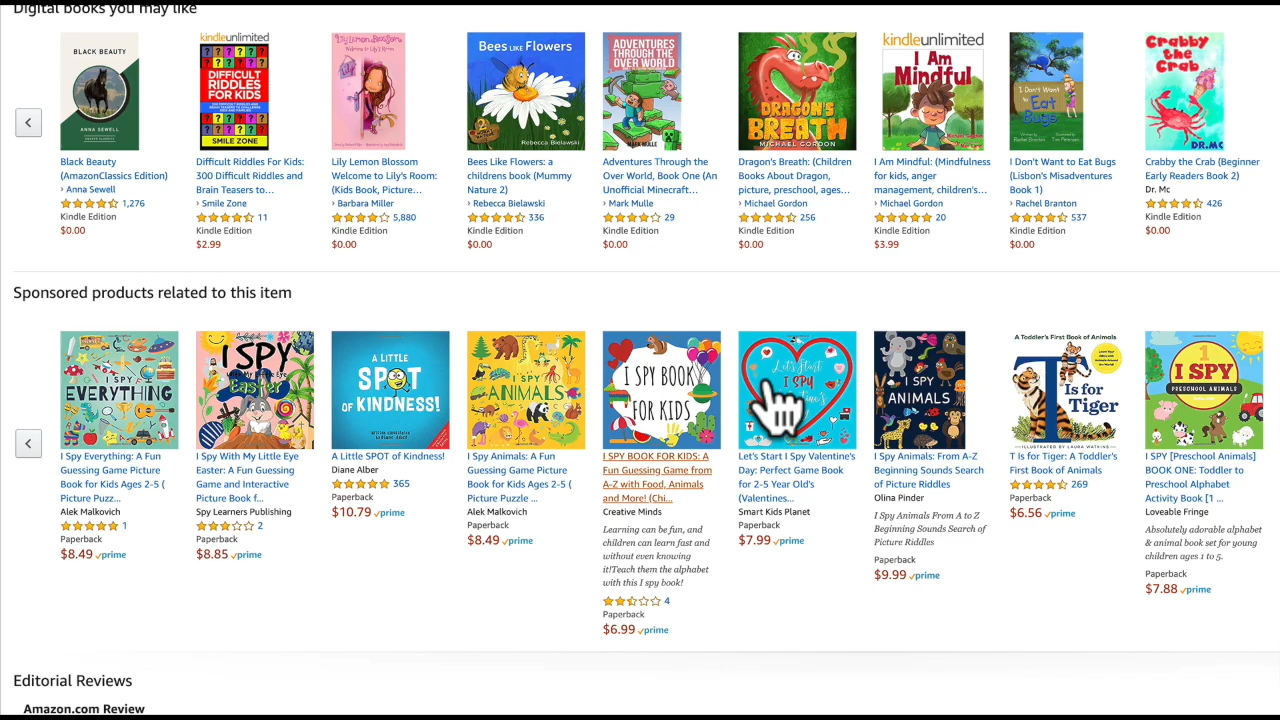 Digital books you may like
BLACK BEAUTY
ANNA SEWELL
kindleunlimited
DIFFICULT
RIDDLES
FOR KIDS
SMILE ZONE
Lily Lemon Blossom
Welcome to Lily's Room
Bees LIKE Flowers
Rebecca Bielawski
ADVENTURES
THROUGH THE
OVER WORLD
MARK MULLE
DRAGON'S
BREATH
MICHAEL GORDON
kindleunlimited
I Am
Mindful
I Don't Want
to Eat
Bugs
Crabby
the
Crab
DR.MC
Black Beauty
(AmazonClassics Edition)
› Anna Sewell
1,276
Kindle Edition
$0.00
Difficult Riddles For Kids:
300 Difficult Riddles and
Brain Teasers to…
› Smile Zone
11
Kindle Edition
$2.99
Lily Lemon Blossom
Welcome to Lily's Room:
(Kids Book, Picture…
› Barbara Miller
5,880
Kindle Edition
$0.00
Bees Like Flowers: a
childrens book (Mummy
Nature 2)
› Rebecca Bielawski
336
Kindle Edition
$0.00
Adventures Through the
Over World, Book One (An
Unofficial Minecraft…
› Mark Mulle
29
Kindle Edition
$0.00
Dragon's Breath: (Children
Books About Dragon,
picture, preschool, ages…
› Michael Gordon
256
Kindle Edition
$0.00
I Am Mindful: (Mindfulness
for kids, anger
management, children's…
› Michael Gordon
20
Kindle Edition
$3.99
I Don't Want to Eat Bugs
(Lisbon's Misadventures
Book 1)
› Rachel Branton
537
Kindle Edition
$0.00
Crabby the Crab (Beginner
Early Readers Book 2)
Dr. Mc
426
Kindle Edition
$0.00
Sponsored products related to this item
I SPY
EVERYTHING
I SPY
Easter
A LITTLE
SPOT
OF KINDNESS!
I SPY
ANIMALS
I SPY BOOK
FOR KIDS
Let's Start
I SPY
A Toddler's First Book of Animals
T Is for
Tiger
ILLUSTRATED BY LAURA WATKINS
I SPY
ANIMALS
1
I SPY
PRESCHOOL ANIMALS
I Spy Everything: A Fun
Guessing Game Picture
Book for Kids Ages 2-5 (
Picture Puzz...
Alek Malkovich
1
Paperback
$8.49 prime
I Spy With My Little Eye
Easter: A Fun Guessing
Game and Interactive
Picture Book f...
Spy Learners Publishing
2
Paperback
$8.85 prime
A Little SPOT of Kindness!
Diane Alber
365
Paperback
$10.79 prime
I Spy Animals: A Fun
Guessing Game Picture
Book for Kids Ages 2-5 (
Picture Puzzle ...
Alek Malkovich
Paperback
$8.49 prime
I SPY BOOK FOR KIDS: A
Fun Guessing Game from
A-Z with Food, Animals
and More! (Chi...
Creative Minds
Learning can be fun, and
children can learn fast and
without even knowing
it!Teach them the alphabet
with this I spy book!
4
Paperback
$6.99 prime
Let's Start I Spy Valentine's
Day: Perfect Game Book
for 2-5 Year Old's
(Valentines...
Smart Kids Planet
Paperback
$7.99 prime
I Spy Animals: From A-Z
Beginning Sounds Search
of Picture Riddles
Olina Pinder
I Spy Animals From A to Z
Beginning Sounds Search of
Picture Riddles
Paperback
$9.99 prime
T Is for Tiger: A Toddler's
First Book of Animals
269
Paperback
$6.56 prime
I SPY [Preschool Animals]
BOOK ONE: Toddler to
Preschool Alphabet
Activity Book [1 ...
Loveable Fringe
Absolutely adorable alphabet
& animal book set for young
children ages 1 to 5.
Paperback
$7.88 prime
Editorial Reviews
Amazon.com Review